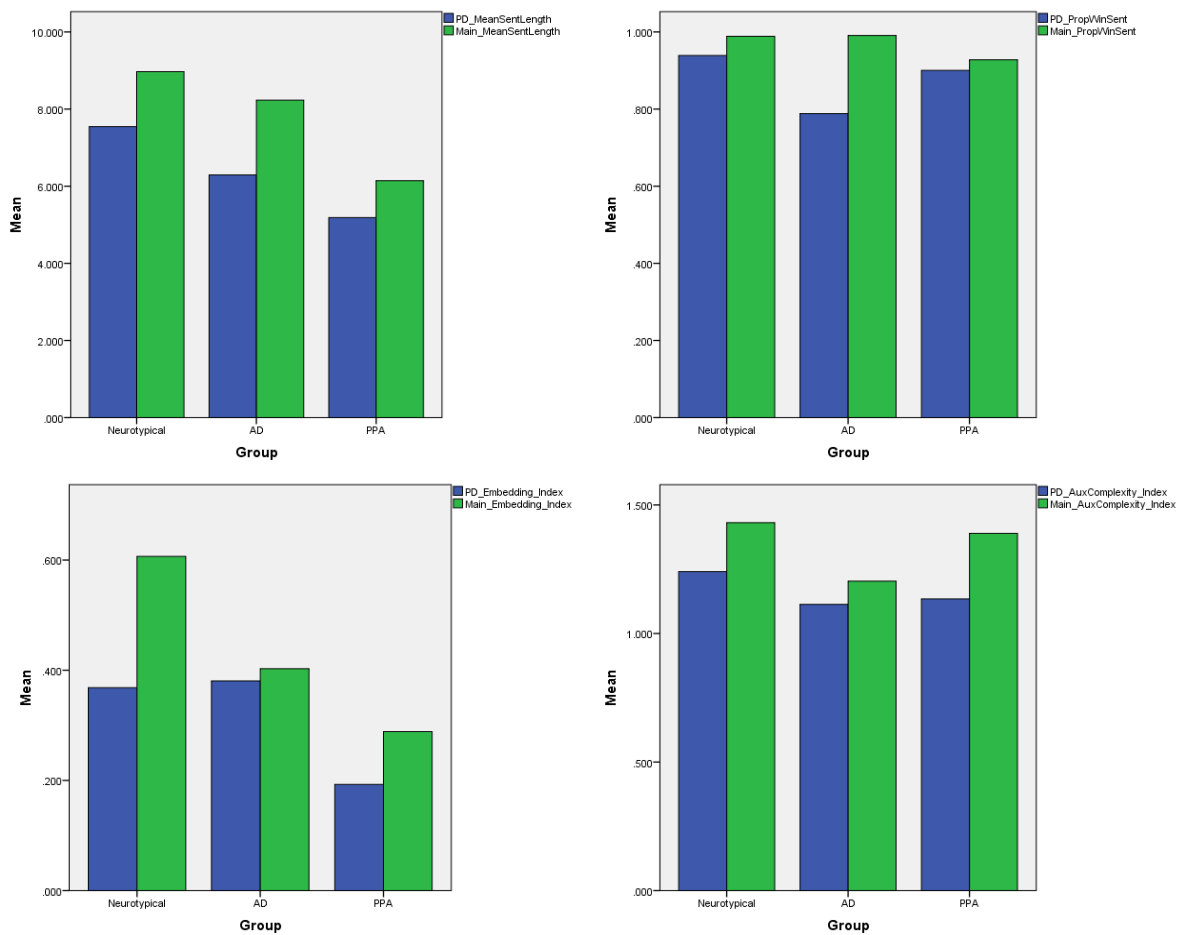 PD_MeanSentLength
Main_MeanSentLength
10.000
8.000
6.000
4.000
2.000
.000
Mean
Neurotypical
AD
PPA
Group
PD_PropWinSent
Main_PropWinSent
1.000
.800
.600
.400
.200
.000
Mean
Neurotypical
AD
PPA
Group
PD_Embedding_Index
Main_Embedding_Index
.600
.400
.200
.000
Mean
Neurotypical
AD
PPA
Group
PD_AuxComplexity_Index
Main_AuxComplexity_Index
1.500
1.000
.500
.000
Mean
Neurotypical
AD
PPA
Group